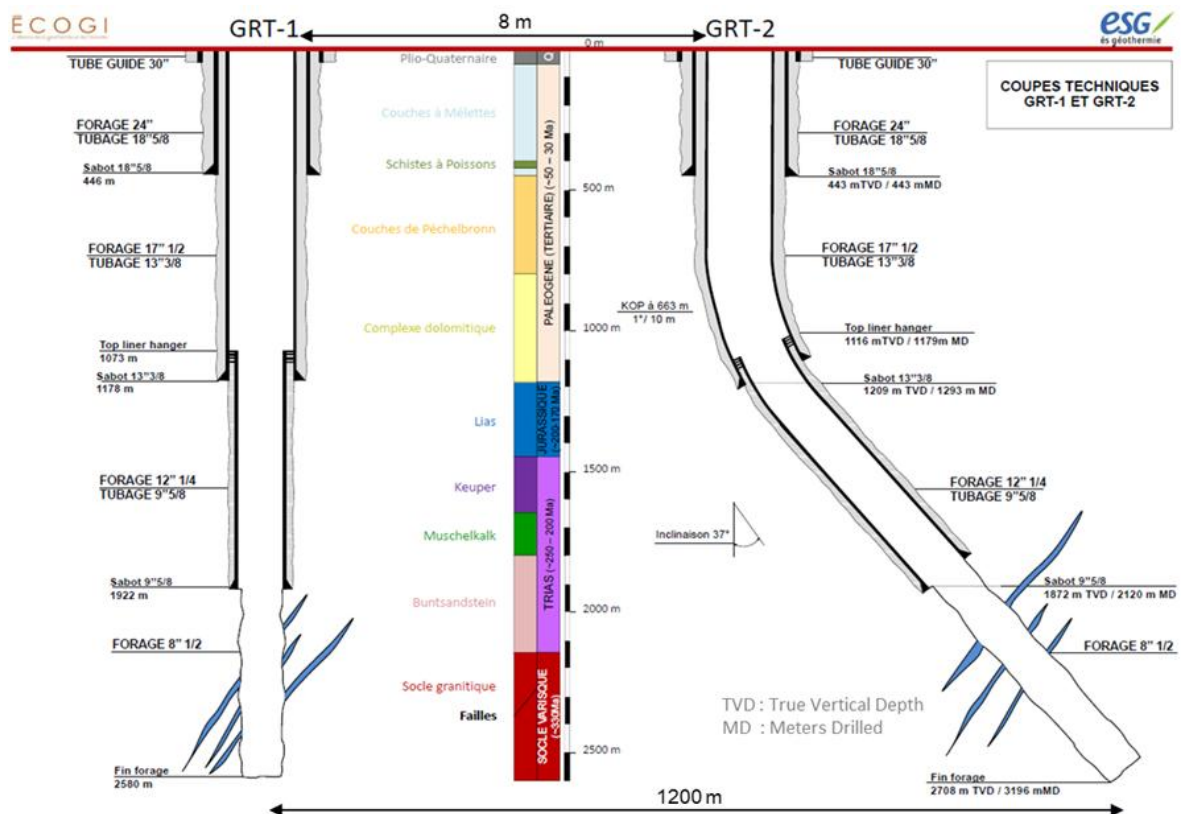 ECOGI
GRT-1
8 m
GRT-2
és
ésg
és géothermie
0 m
TUBE GUIDE 30"
FORAGE 24"
TUBAGE 18"5/8
Sabot 18"5/8
446 m
FORAGE 17" 1/2
TUBAGE 13"3/8
Top liner hanger
1073 m
Sabot 13"3/8
1178 m
FORAGE 12" 1/4
TUBAGE 9"5/8
Sabot 9"5/8
1922 m
FORAGE 8" 1/2
Fin forage
2580 m
Plio-Quaternaire
Couches à Mélettes
Schistes à Poissons
Couches de Péchelbronn
Complexe dolomitique
Lias
Keuper
Muschelkalk
Buntsandstein
Socle granitique
Failles
Q
PALEOGENE (TERTIAIRE) (~50 – 30 Ma)
JURASSIQUE
(~200-170 Ma)
TRIAS (~250 – 200 Ma)
SOCLE VARISQUE
(~330Ma)
500 m
1000 m
1500 m
2000 m
2500 m
COUPES TECHNIQUES
GRT-1 ET GRT-2
TUBE GUIDE 30"
FORAGE 24"
TUBAGE 18"5/8
Sabot 18"5/8
443 mTVD / 443 mMD
FORAGE 17" 1/2
TUBAGE 13"3/8
KOP à 663 m
1°/ 10 m
Top liner hanger
1116 mTVD / 1179m MD
Sabot 13"3/8
1209 m TVD / 1293 m MD
FORAGE 12" 1/4
TUBAGE 9"5/8
Inclinaison 37°
Sabot 9"5/8
1872 m TVD / 2120 m MD
FORAGE 8" 1/2
TVD : True Vertical Depth
MD : Meters Drilled
Fin forage
2708 m TVD / 3196 mMD
1200 m